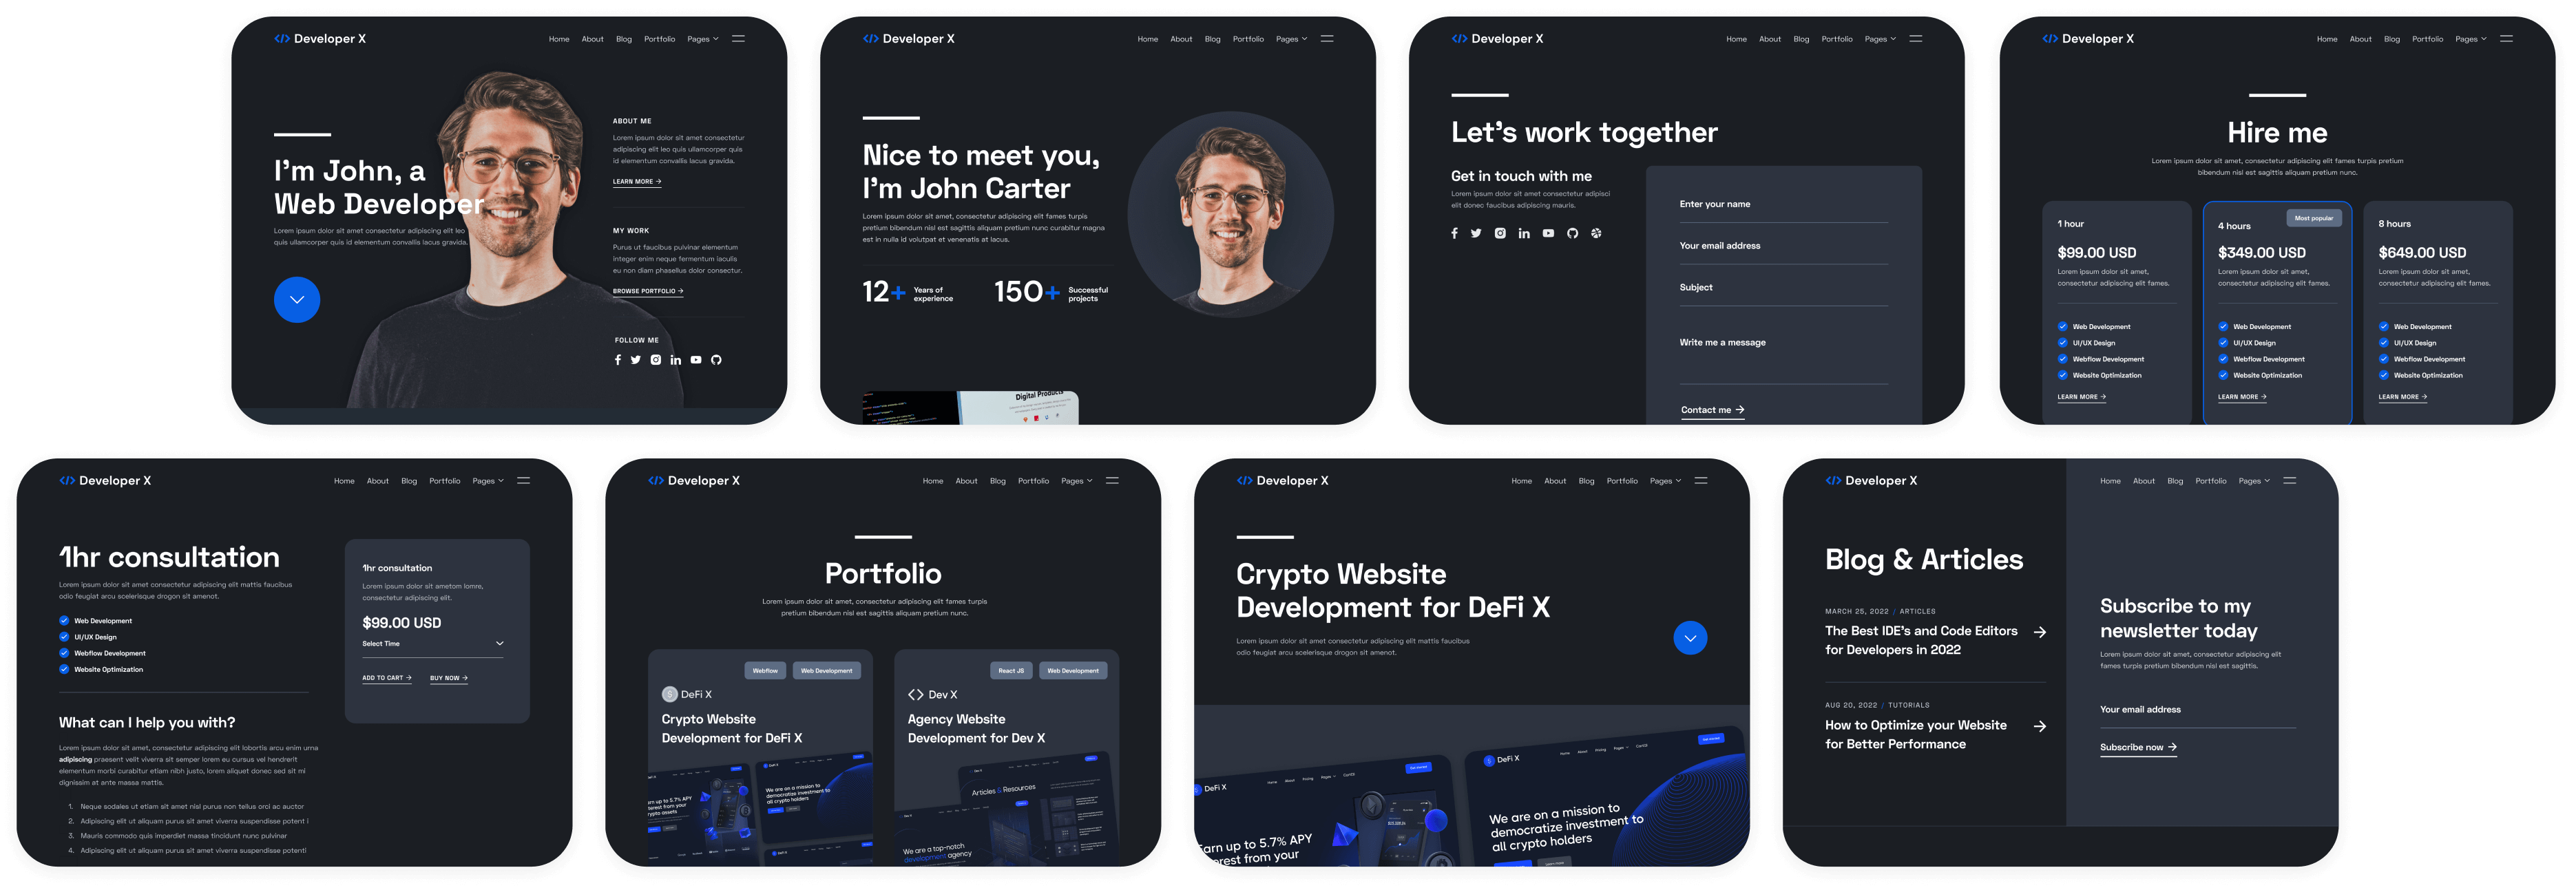 Developer X
Home About Blog Portfolio Pages
I'm John, a
Web Developer
Lorem ipsum dolor sit amet consectetur adipiscing elit leo
quis ullamcorper quis id elementum convallis lacus gravida.
ABOUT ME
Lorem ipsum dolor sit amet consectetur
adipiscing elit leo quis ullamcorper quis
id elementum convallis lacus gravida.
LEARN MORE →
MY WORK
Purus ut faucibus pulvinar elementum
integer enim neque fermentum iaculis
eu non diam phasellus dolor consectur.
BROWSE PORTFOLIO →
FOLLOW ME
Developer X
Home About Blog Portfolio Pages
Nice to meet you,
I'm John Carter
Lorem ipsum dolor sit amet, consectetur adipiscing elit fames turpis
pretium bibendum nisl est sagittis aliquam pretium nunc curabitur magna
est in nulla id volutpat et venenatis at lacus.
12+ Years of
experience
150+ Successful
projects
Digital Products
Developer X
Home About Blog Portfolio Pages
Let's work together
Get in touch with me
Lorem ipsum dolor sit amet consectetur adipisci
elit donec faucibus adipiscing mauris.
Enter your name
Your email address
Subject
Write me a message
Contact me →
Developer X
Home About Blog Portfolio Pages
Hire me
Lorem ipsum dolor sit amet, consectetur adipiscing elit fames turpis pretium
bibendum nisl est sagittis aliquam pretium nunc.
1 hour
$99.00 USD
Lorem ipsum dolor sit amet,
consectetur adipiscing elit fames.
Web Development
UI/UX Design
Webflow Development
Website Optimization
LEARN MORE →
Most popular
4 hours
$349.00 USD
Lorem ipsum dolor sit amet,
consectetur adipiscing elit fames.
Web Development
UI/UX Design
Webflow Development
Website Optimization
LEARN MORE →
8 hours
$649.00 USD
Lorem ipsum dolor sit amet,
consectetur adipiscing elit fames.
Web Development
UI/UX Design
Webflow Development
Website Optimization
LEARN MORE →
Developer X
Home About Blog Portfolio Pages
1hr consultation
Lorem ipsum dolor sit amet consectetur adipiscing elit mattis faucibus
odio feugiat arcu scelerisque drogon sit amenot.
Web Development
UI/UX Design
Webflow Development
Website Optimization
What can I help you with?
Lorem ipsum dolor sit amet, consectetur adipiscing elit lobortis arcu enim urna
adipiscing praesent velit viverra sit semper lorem eu cursus vel hendrerit
elementum morbi curabitur etiam nibh justo, lorem aliquet donec sed sit mi
dignissim at ante massa mattis.
1. Neque sodales ut etiam sit amet nisl purus non tellus orci ac auctor
2. Adipiscing elit ut aliquam purus sit amet viverra suspendisse potent i
3. Mauris commodo quis imperdiet massa tincidunt nunc pulvinar
4. Adipiscing elit ut aliquam purus sit amet viverra suspendisse potenti
1hr consultation
Lorem ipsum dolor sit ametom lomre,
consectetur adipiscing elit.
$99.00 USD
Select Time
ADD TO CART → BUY NOW →
Developer X
Home About Blog Portfolio Pages
Portfolio
Lorem ipsum dolor sit amet, consectetur adipiscing elit fames turpis
pretium bibendum nisl est sagittis aliquam pretium nunc.
Webflow Web Development
DeFi X
Crypto Website
Development for DeFi X
We are on a mission to
democratize investment to
all crypto holders
React JS Web Development
Dev X
Agency Website
Development for Dev X
Articles & Resources
We are a top-notch
development agency
Developer X
Home About Blog Portfolio Pages
Crypto Website
Development for DeFi X
Lorem ipsum dolor sit amet consectetur adipiscing elit mattis faucibus
odio feugiat arcu scelerisque drogon sit amenot.
DeFi X
Home About Pricing Pages Cart(0) Get started
Earn up to 5.7% APY
DeFi X
Home About Pricing Pages Cart(0) Get started
We are on a mission to
democratize investment to
all crypto holders
Developer X
Home About Blog Portfolio Pages
Blog & Articles
MARCH 25, 2022 / ARTICLES
The Best IDE's and Code Editors
for Developers in 2022
AUG 20, 2022 / TUTORIALS
How to Optimize your Website
for Better Performance
Subscribe to my
newsletter today
Lorem ipsum dolor sit amet, consectetur adipiscing elit
fames turpis pretium bibendum nisl est sagittis.
Your email address
Subscribe now →